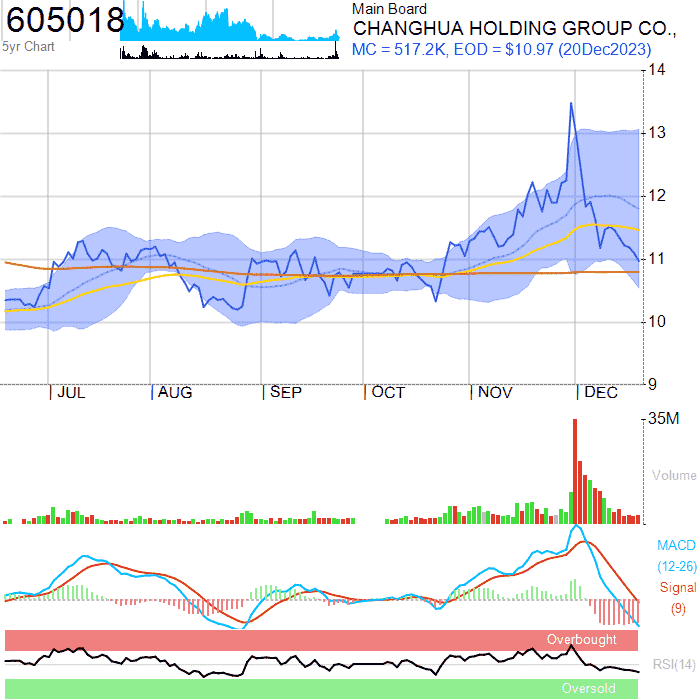 605018
5yr Chart
Main Board
CHANGHUA HOLDING GROUP CO.,
MC = 517.2K, EOD = $10.97 (20Dec2023)
14
13
12
11
10
9
| JUL | AUG | SEP | OCT | NOV | DEC
35M
Volume
MACD
(12-26)
Signal
(9)
Overbought
RSI(14)
Oversold